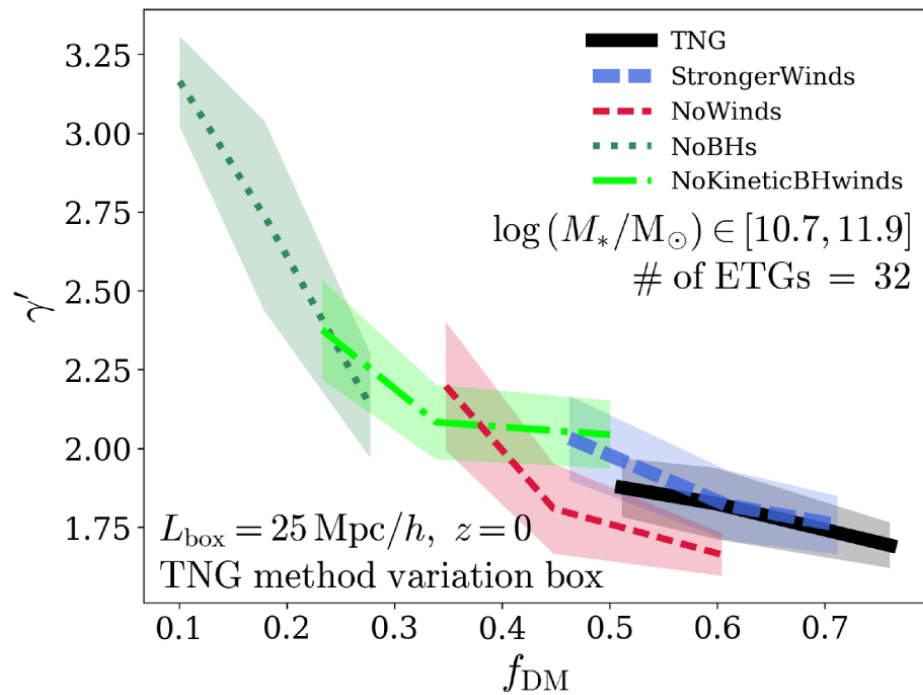 TNG
StrongerWinds
NoWinds
NoBHs
NoKineticBHwinds
log (M*/M⊙) ∈ [10.7, 11.9]
# of ETGs = 32
γ′
3.25
3.00
2.75
2.50
2.25
2.00
1.75
L_box = 25 Mpc/h, z = 0
TNG method variation box
0.1 0.2 0.3 0.4 0.5 0.6 0.7
f_DM